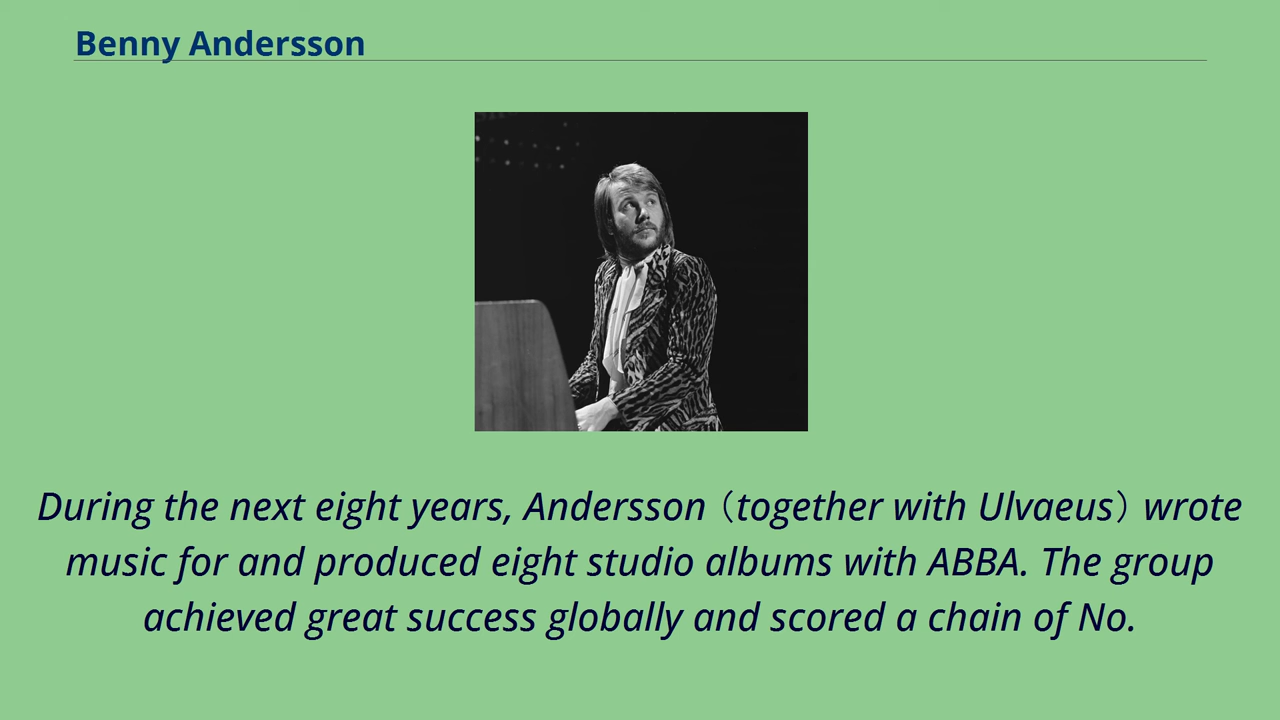 Benny Andersson
During the next eight years, Andersson（together with Ulvaeus）wrote
music for and produced eight studio albums with ABBA. The group
achieved great success globally and scored a chain of No.